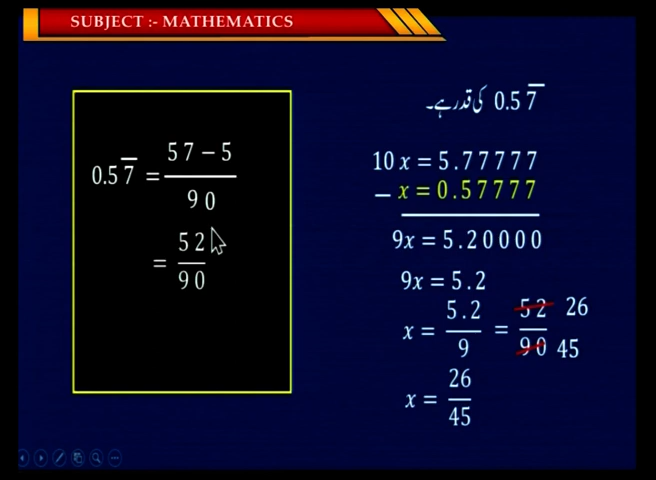 SUBJECT :- MATHEMATICS
0.57̅ کی قدر ہے۔
0.57̅ = 57 − 5 / 90
= 52 / 90
10x = 5.77777
− x = 0.57777
9x = 5.20000
9x = 5.2
x = 5.2 / 9 = 52 / 90 26 / 45
x = 26 / 45